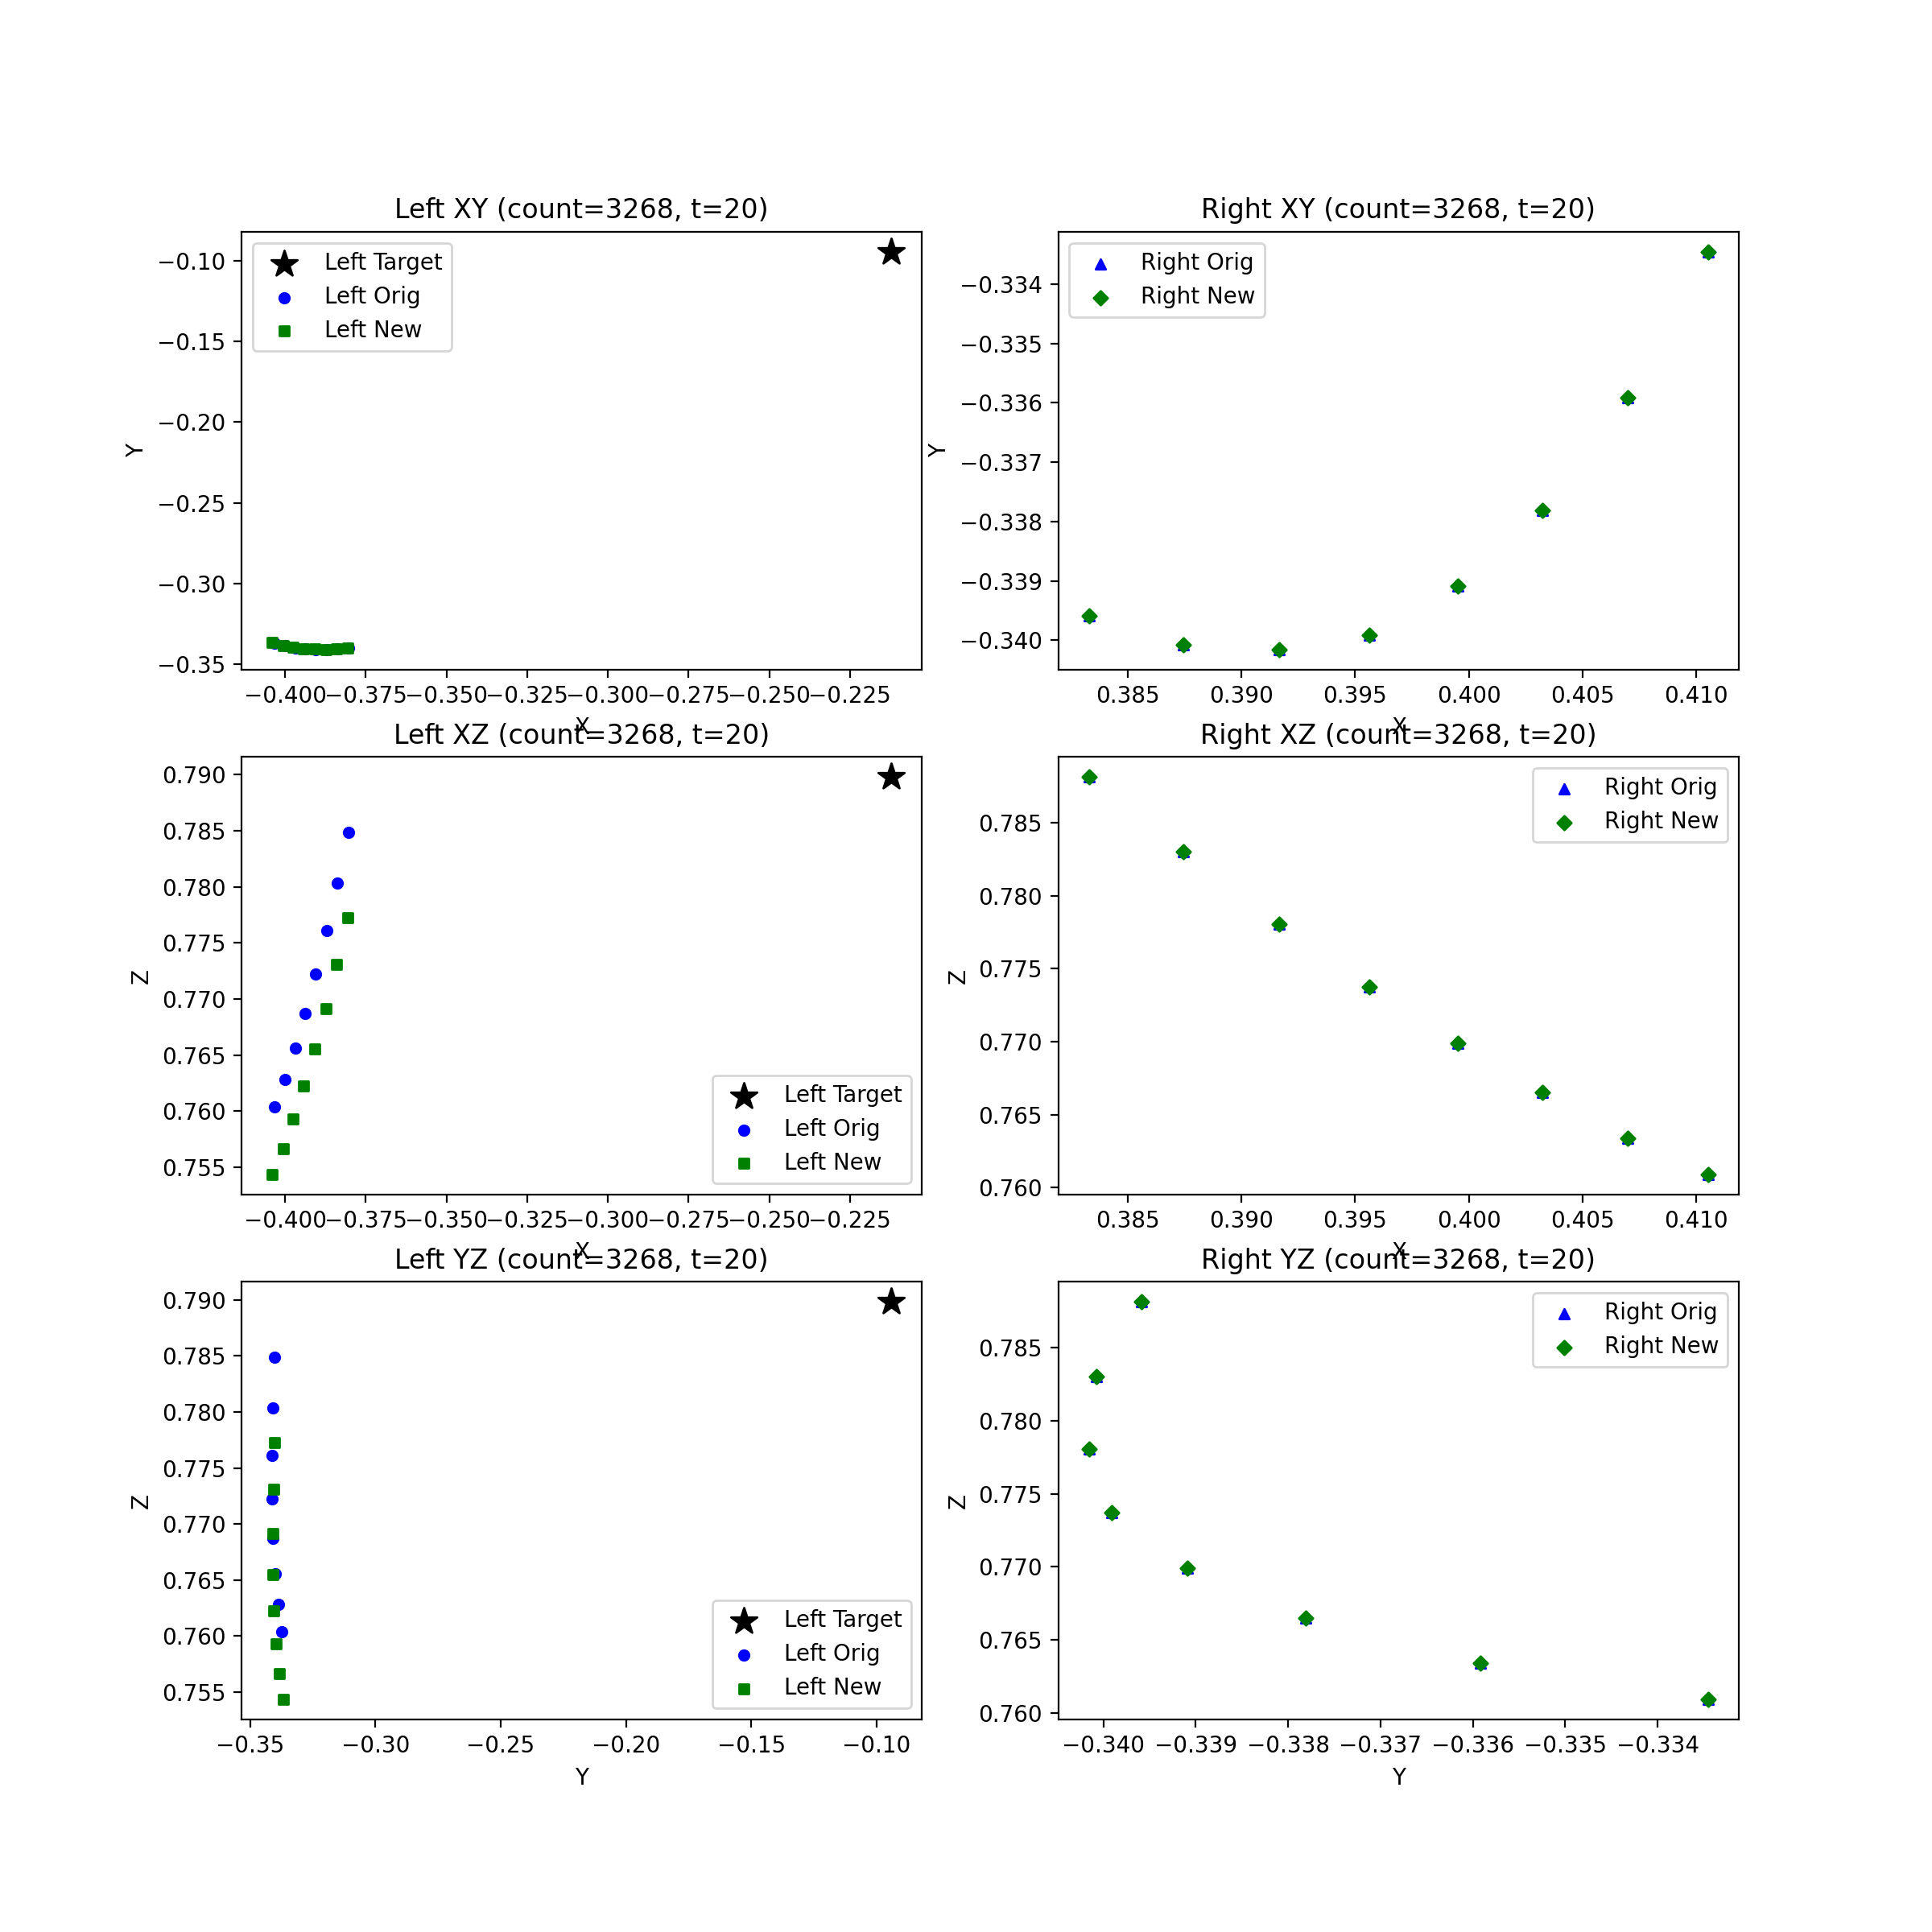 Left XY (count=3268, t=20)
Left Target
Left Orig
Left New
−0.10
−0.15
−0.20
−0.25
−0.30
−0.35
Y
−0.400 −0.375 −0.350 −0.325 −0.300 −0.275 −0.250 −0.225
X
Right XY (count=3268, t=20)
Right Orig
Right New
−0.334
−0.335
−0.336
−0.337
−0.338
−0.339
−0.340
Y
0.385 0.390 0.395 0.400 0.405 0.410
X
Left XZ (count=3268, t=20)
0.790
0.785
0.780
0.775
0.770
0.765
0.760
0.755
Z
Left Target
Left Orig
Left New
−0.400 −0.375 −0.350 −0.325 −0.300 −0.275 −0.250 −0.225
X
Right XZ (count=3268, t=20)
Right Orig
Right New
0.785
0.780
0.775
0.770
0.765
0.760
Z
0.385 0.390 0.395 0.400 0.405 0.410
X
Left YZ (count=3268, t=20)
0.790
0.785
0.780
0.775
0.770
0.765
0.760
0.755
Z
Left Target
Left Orig
Left New
−0.35 −0.30 −0.25 −0.20 −0.15 −0.10
Y
Right YZ (count=3268, t=20)
Right Orig
Right New
0.785
0.780
0.775
0.770
0.765
0.760
Z
−0.340 −0.339 −0.338 −0.337 −0.336 −0.335 −0.334
Y